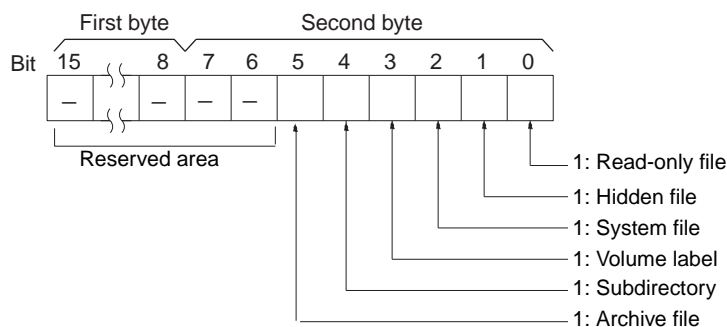 First byte Second byte
Bit 15 8 7 6 5 4 3 2 1 0
– – – –
Reserved area
1: Read-only file
1: Hidden file
1: System file
1: Volume label
1: Subdirectory
1: Archive file